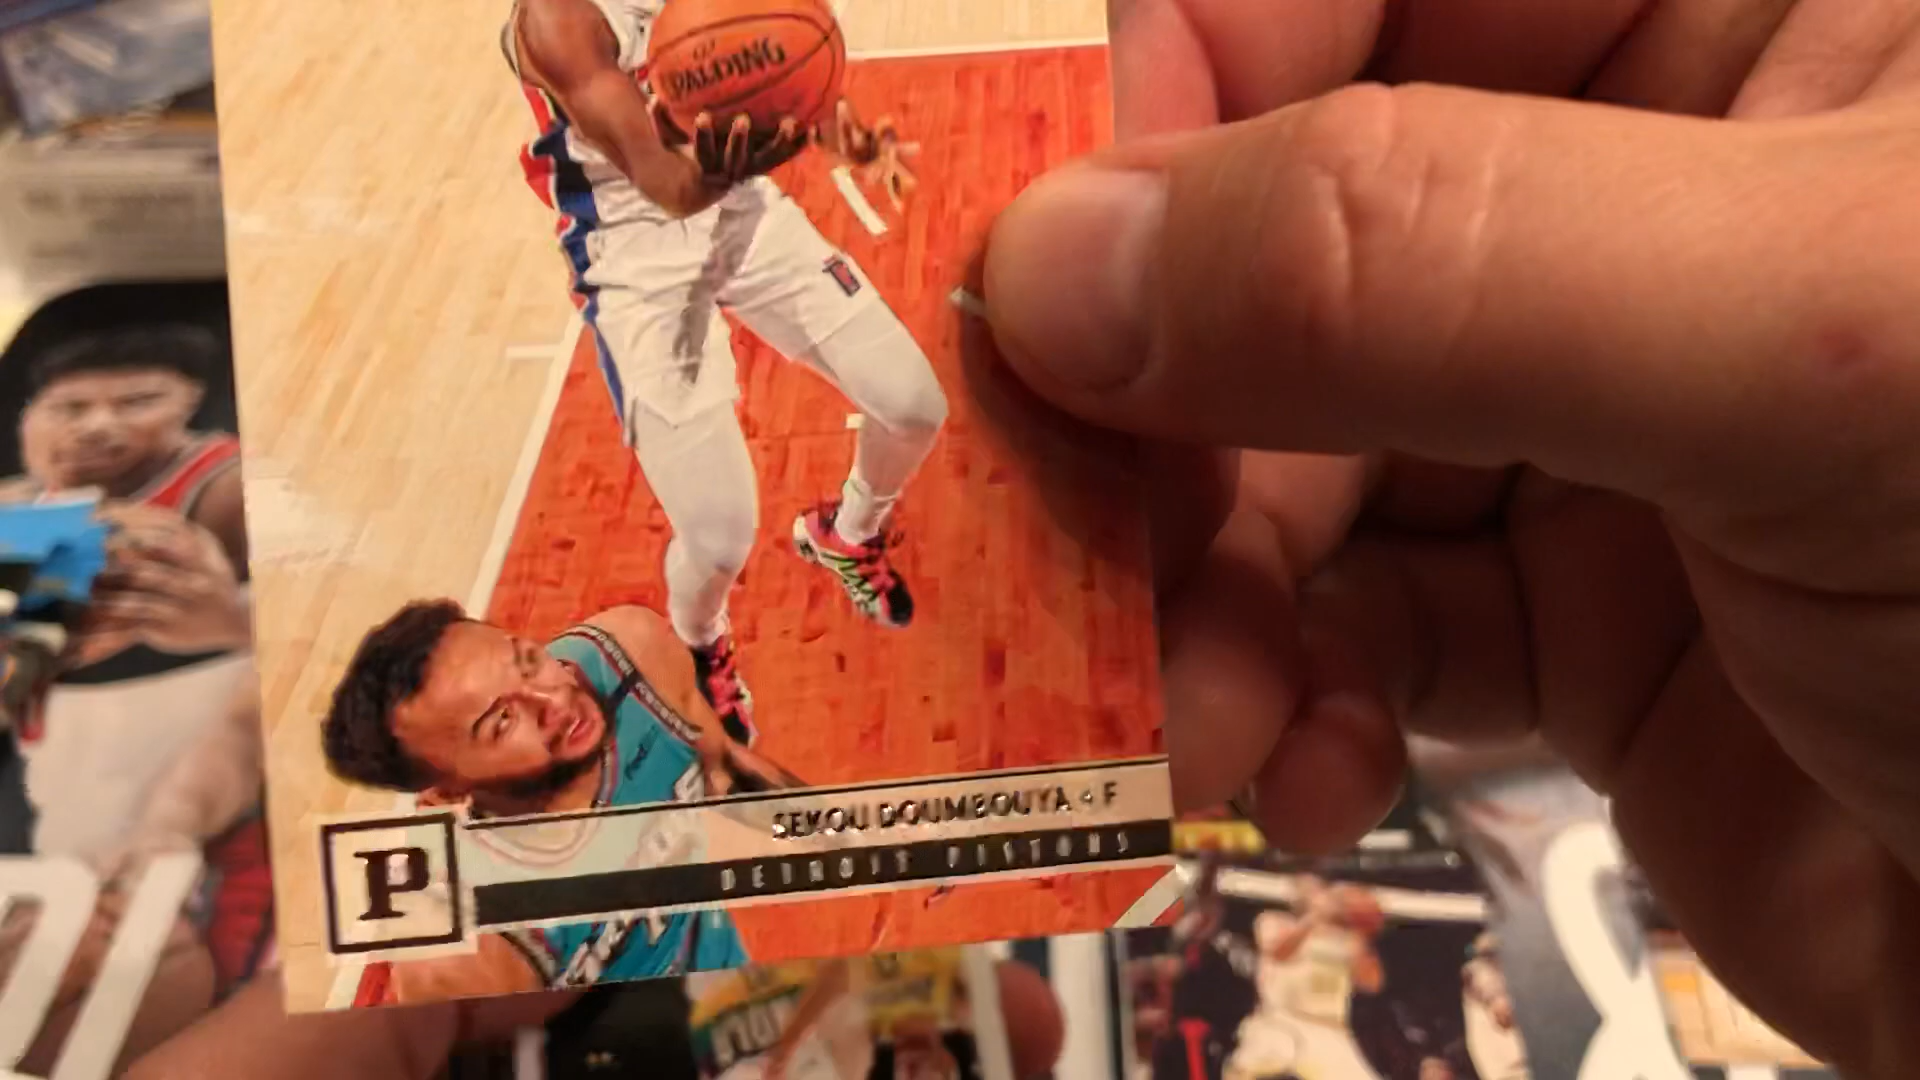 SPALDING
SEKOU DOUMBOUYA • F
DETROIT PISTONS
P